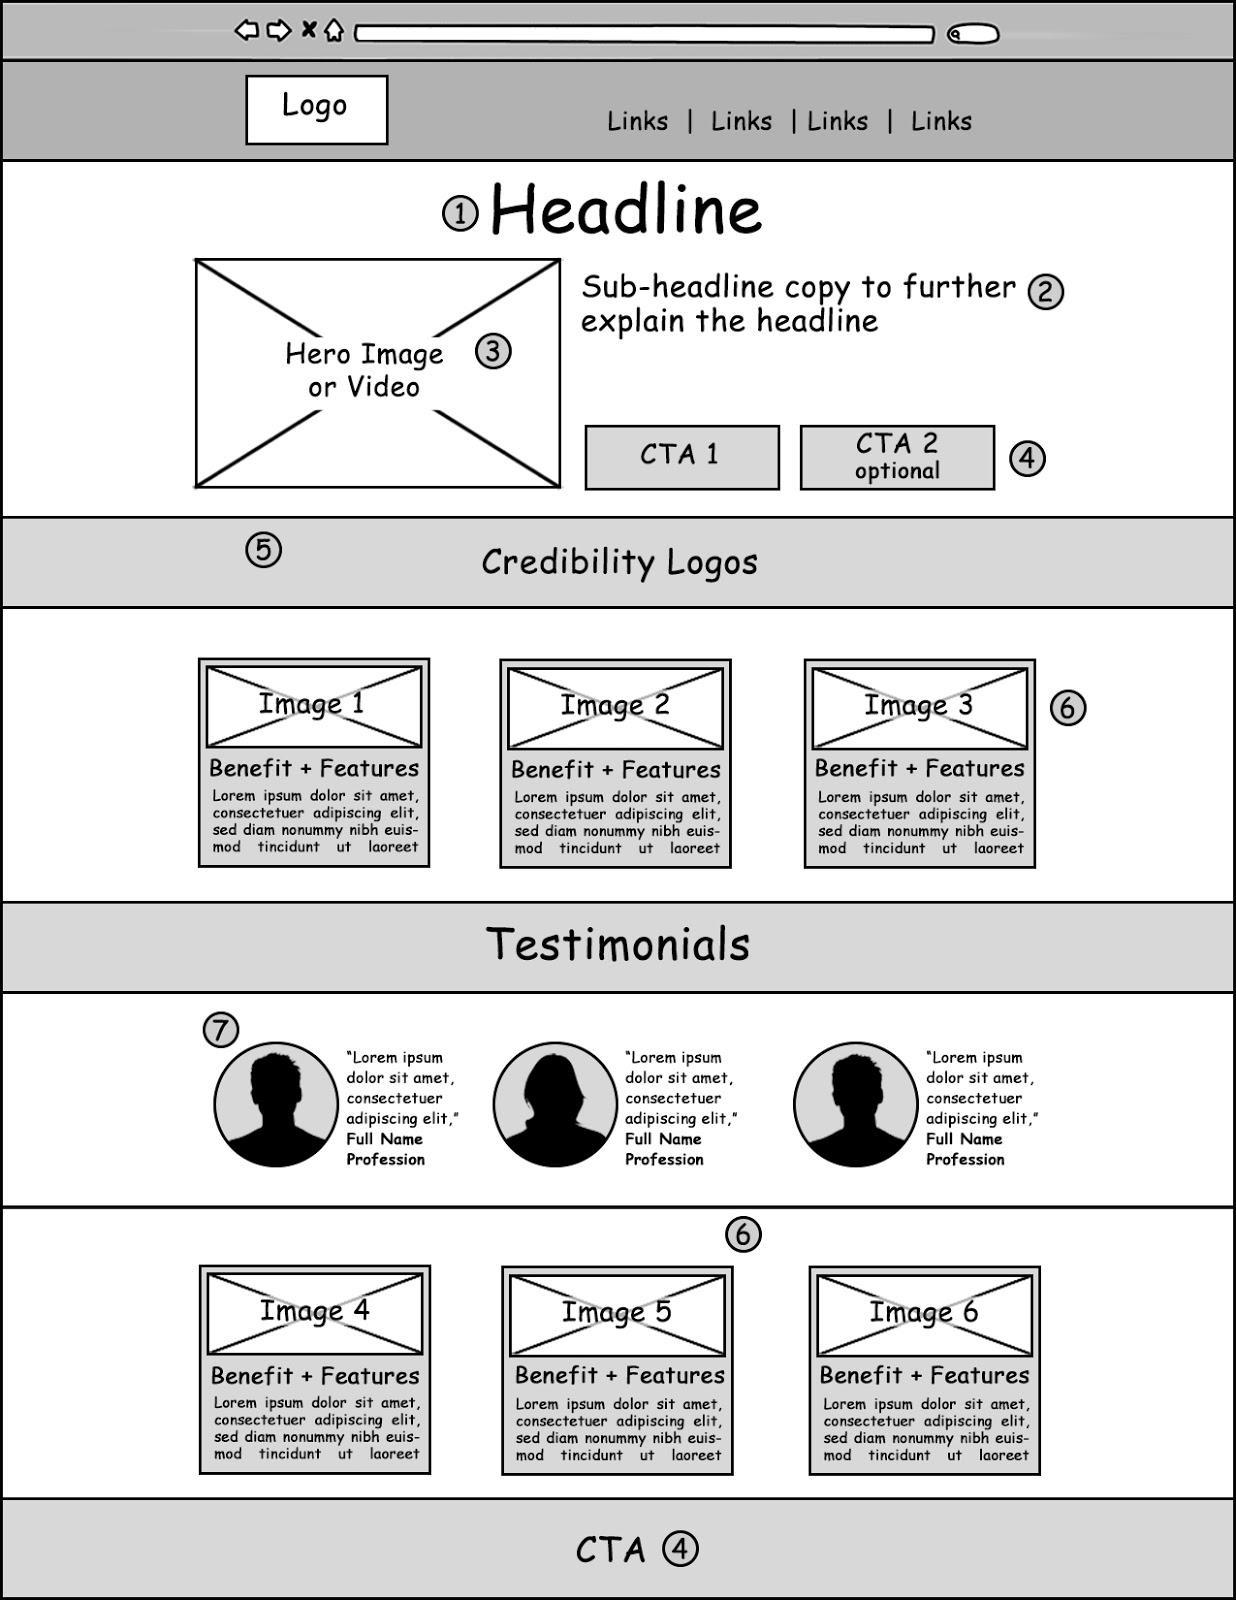 Logo
Links | Links | Links | Links
1 Headline
Sub-headline copy to further 2
explain the headline
Hero Image 3
or Video
CTA 1
CTA 2
optional
4
5
Credibility Logos
Image 1
Benefit + Features
Lorem ipsum dolor sit amet,
consectetuer adipiscing elit,
sed diam nonummy nibh euis-
mod tincidunt ut laoreet
Image 2
Benefit + Features
Lorem ipsum dolor sit amet,
consectetuer adipiscing elit,
sed diam nonummy nibh euis-
mod tincidunt ut laoreet
Image 3
Benefit + Features
Lorem ipsum dolor sit amet,
consectetuer adipiscing elit,
sed diam nonummy nibh euis-
mod tincidunt ut laoreet
6
Testimonials
7
"Lorem ipsum
dolor sit amet,
consectetuer
adipiscing elit,"
Full Name
Profession
"Lorem ipsum
dolor sit amet,
consectetuer
adipiscing elit,"
Full Name
Profession
"Lorem ipsum
dolor sit amet,
consectetuer
adipiscing elit,"
Full Name
Profession
6
Image 4
Benefit + Features
Lorem ipsum dolor sit amet,
consectetuer adipiscing elit,
sed diam nonummy nibh euis-
mod tincidunt ut laoreet
Image 5
Benefit + Features
Lorem ipsum dolor sit amet,
consectetuer adipiscing elit,
sed diam nonummy nibh euis-
mod tincidunt ut laoreet
Image 6
Benefit + Features
Lorem ipsum dolor sit amet,
consectetuer adipiscing elit,
sed diam nonummy nibh euis-
mod tincidunt ut laoreet
CTA 4